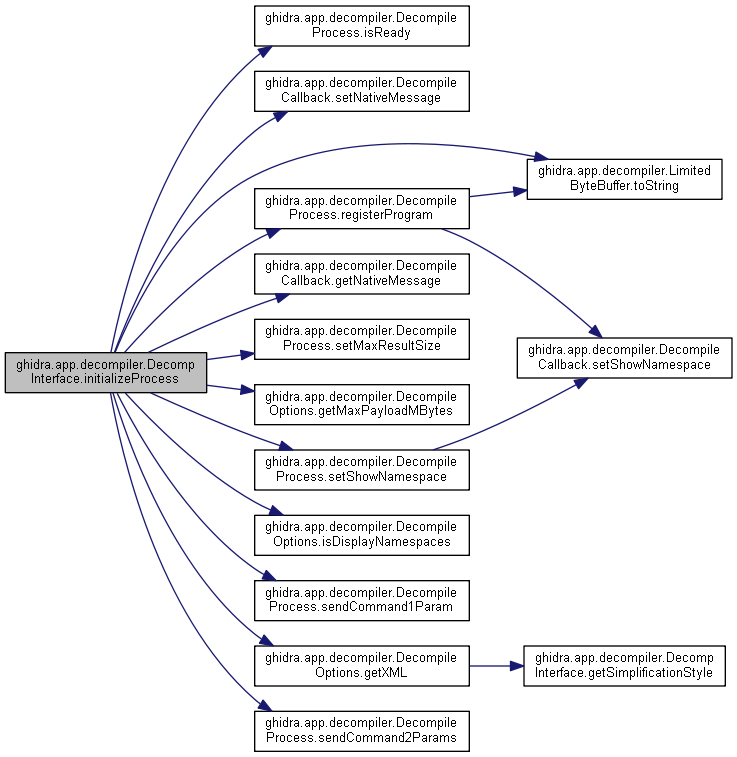 ghidra.app.decompiler.Decompile
Process.isReady
ghidra.app.decompiler.Decompile
Callback.setNativeMessage
ghidra.app.decompiler.Limited
ByteBuffer.toString
ghidra.app.decompiler.Decompile
Process.registerProgram
ghidra.app.decompiler.Decompile
Callback.getNativeMessage
ghidra.app.decompiler.Decompile
Process.setMaxResultSize
ghidra.app.decompiler.Decompile
Callback.setShowNamespace
ghidra.app.decompiler.Decomp
Interface.initializeProcess
ghidra.app.decompiler.Decompile
Options.getMaxPayloadMBytes
ghidra.app.decompiler.Decompile
Process.setShowNamespace
ghidra.app.decompiler.Decompile
Options.isDisplayNamespaces
ghidra.app.decompiler.Decompile
Process.sendCommand1Param
ghidra.app.decompiler.Decompile
Options.getXML
ghidra.app.decompiler.Decomp
Interface.getSimplificationStyle
ghidra.app.decompiler.Decompile
Process.sendCommand2Params